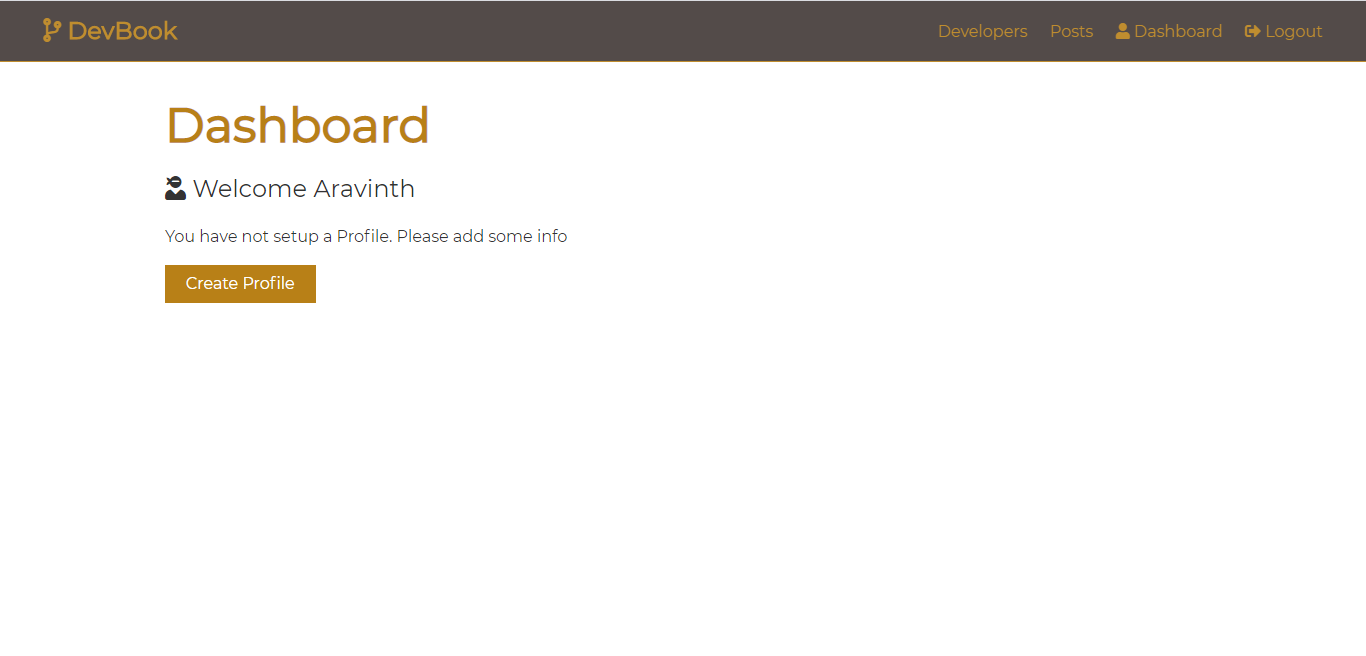 DevBook
Developers Posts Dashboard Logout
Dashboard
Welcome Aravinth
You have not setup a Profile. Please add some info
Create Profile